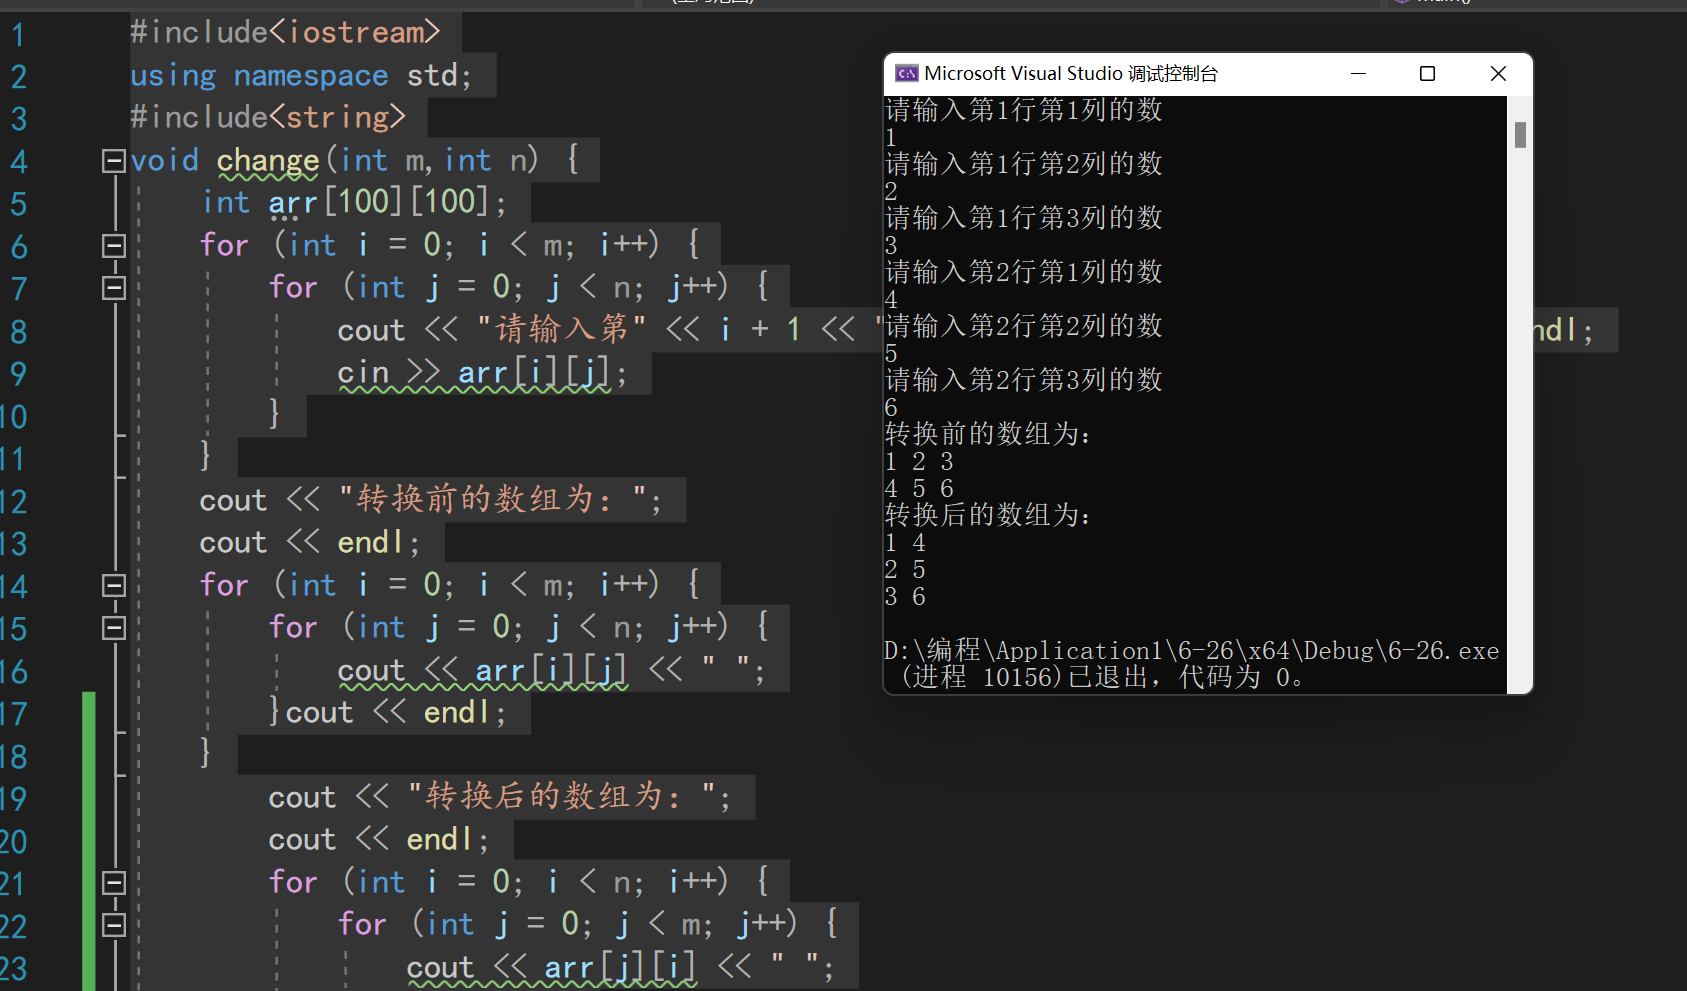 1 #include<iostream>
2 using namespace std;
3 #include<string>
4 void change(int m,int n) {
5 int arr[100][100];
6 for (int i = 0; i < m; i++) {
7 for (int j = 0; j < n; j++) {
8 cout << "请输入第" << i + 1 << " ndl;
9 cin >> arr[i][j];
10 }
11 }
12 cout << "转换前的数组为：";
13 cout << endl;
14 for (int i = 0; i < m; i++) {
15 for (int j = 0; j < n; j++) {
16 cout << arr[i][j] << " ";
17 }cout << endl;
18 }
19 cout << "转换后的数组为：";
20 cout << endl;
21 for (int i = 0; i < n; i++) {
22 for (int j = 0; j < m; j++) {
23 cout << arr[j][i] << " ";
Microsoft Visual Studio 调试控制台
请输入第1行第1列的数
1
请输入第1行第2列的数
2
请输入第1行第3列的数
3
请输入第2行第1列的数
4
请输入第2行第2列的数
5
请输入第2行第3列的数
6
转换前的数组为：
1 2 3
4 5 6
转换后的数组为：
1 4
2 5
3 6
D:\编程\Application1\6-26\x64\Debug\6-26.exe
(进程 10156)已退出，代码为 0。